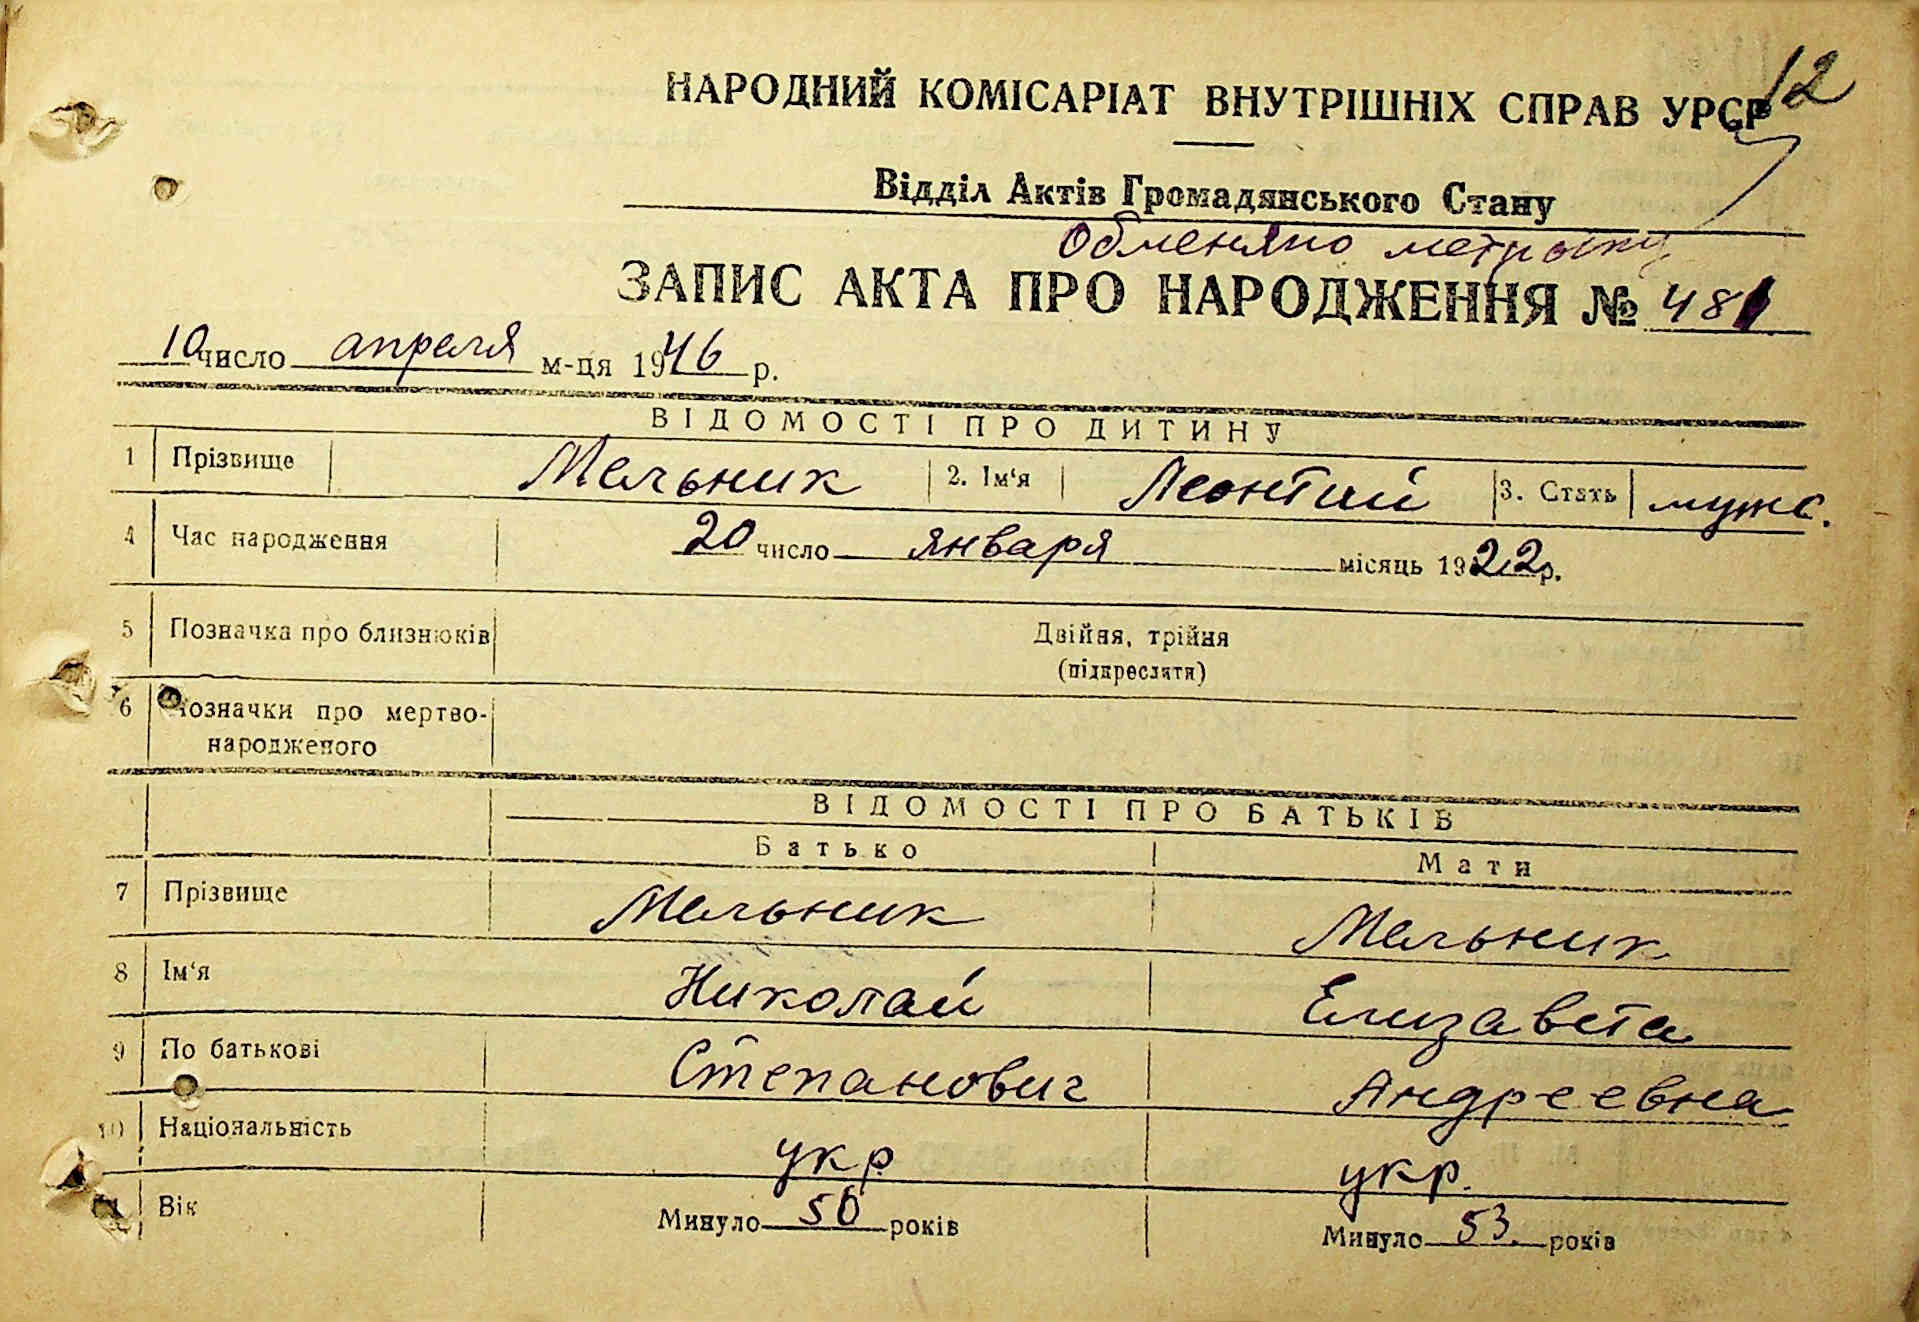 12
НАРОДНИЙ КОМІСАРІАТ ВНУТРІШНІХ СПРАВ УРСР
Відділ Актів Громадянського Стану
Обменяно метрыку
ЗАПИС АКТА ПРО НАРОДЖЕННЯ № 481
10 число апреля м-ця 1946 р.
ВІДОМОСТІ ПРО ДИТИНУ
1 Прізвище Мельник 2. Ім'я Леонтий 3. Стать мужс.
4 Час народження 20 число января місяць 1922 р.
5 Позначка про близнюків Двійня, трійня
(підкреслити)
6 Позначки про мертво-
народженого
ВІДОМОСТІ ПРО БАТЬКІВ
Батько Мати
7 Прізвище Мельник Мельник
8 Ім'я Николай Елизавета
9 По батькові Степанович Андреевна
10 Національність укр укр.
11 Вік Минуло 50 років Минуло 53. років